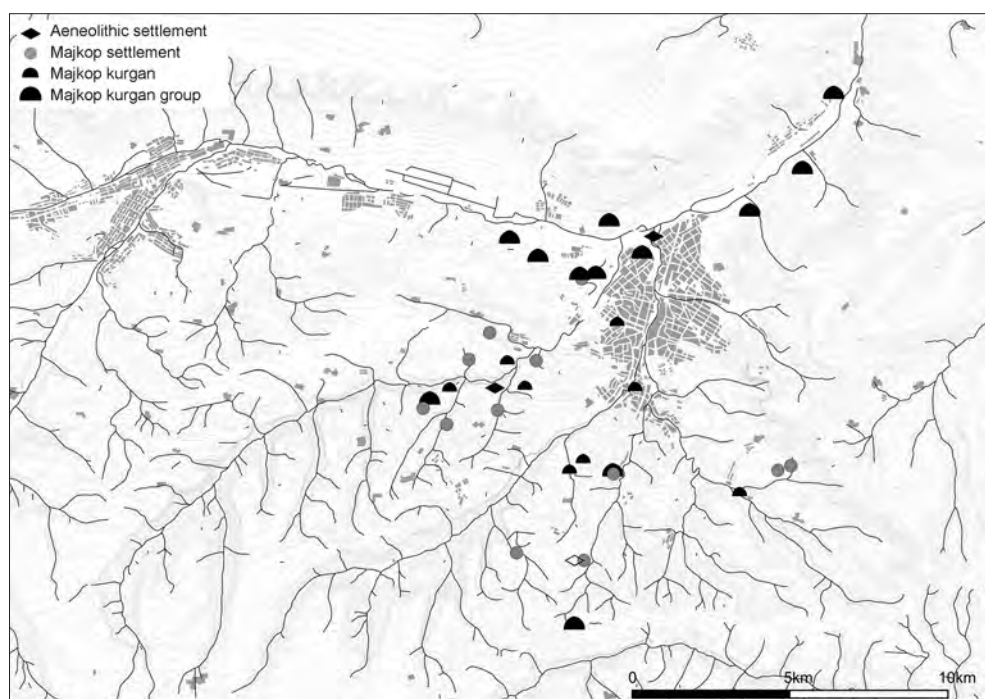 Aeneolithic settlement
Majkop settlement
Majkop kurgan
Majkop kurgan group
0 5km 10km